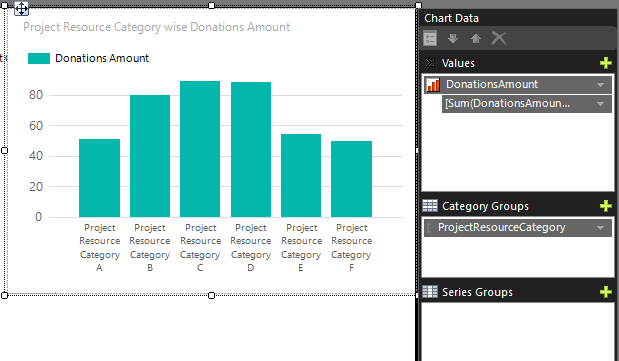 Project Resource Category wise Donations Amount
Donations Amount
80
60
40
20
0
Project Resource Category A
Project Resource Category B
Project Resource Category C
Project Resource Category D
Project Resource Category E
Project Resource Category F
Chart Data
Values
DonationsAmount
[Sum(DonationsAmoun...
Category Groups
ProjectResourceCategory
Series Groups